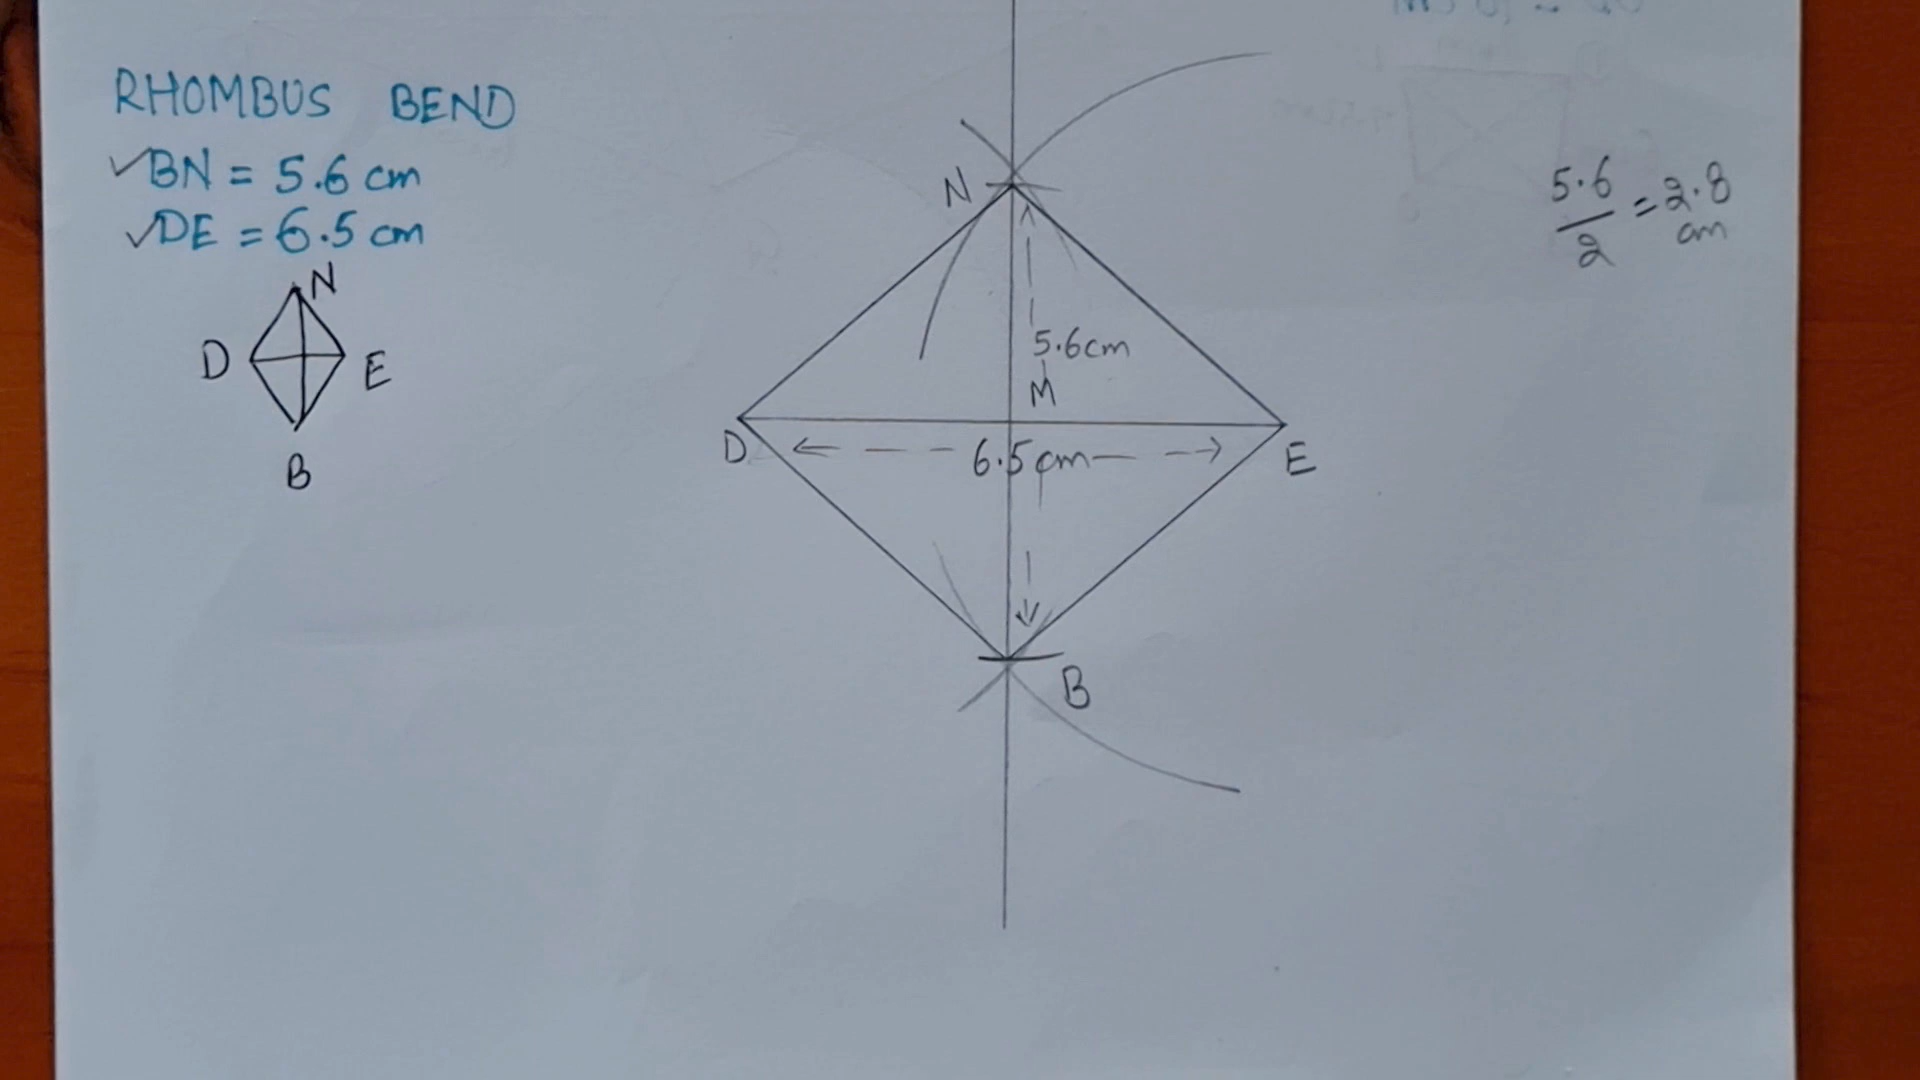 RHOMBUS BEND
✓BN = 5.6 cm
✓DE = 6.5 cm
N
D
E
B
N
5.6cm
M
D
6.5 cm
E
B
5.6
2
= 2.8
cm